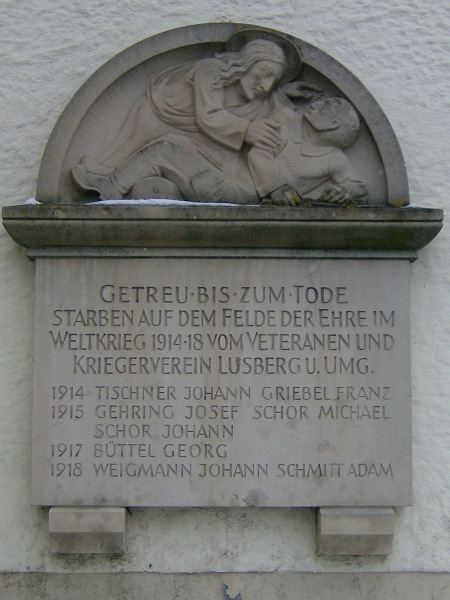 GETREU·BIS·ZUM·TODE
STARBEN AUF DEM FELDE DER EHRE IM
WELTKRIEG 1914·18 VOM VETERANEN UND
KRIEGERVEREIN LÜSBERG U. UMG.
1914 TISCHNER JOHANN GRIEBEL FRANZ
1915 GEHRING JOSEF SCHOR MICHAEL
SCHOR JOHANN
1917 BÜTTEL GEORG
1918 WEIGMANN JOHANN SCHMITT ADAM